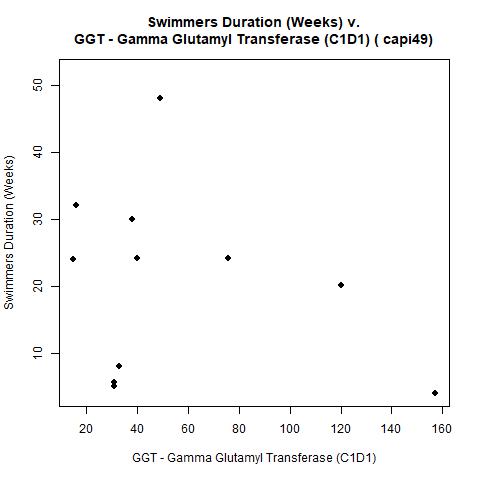 Swimmers Duration (Weeks) v.
GGT - Gamma Glutamyl Transferase (C1D1) ( capi49)
Swimmers Duration (Weeks)
50
40
30
20
10
20 40 60 80 100 120 140 160
GGT - Gamma Glutamyl Transferase (C1D1)